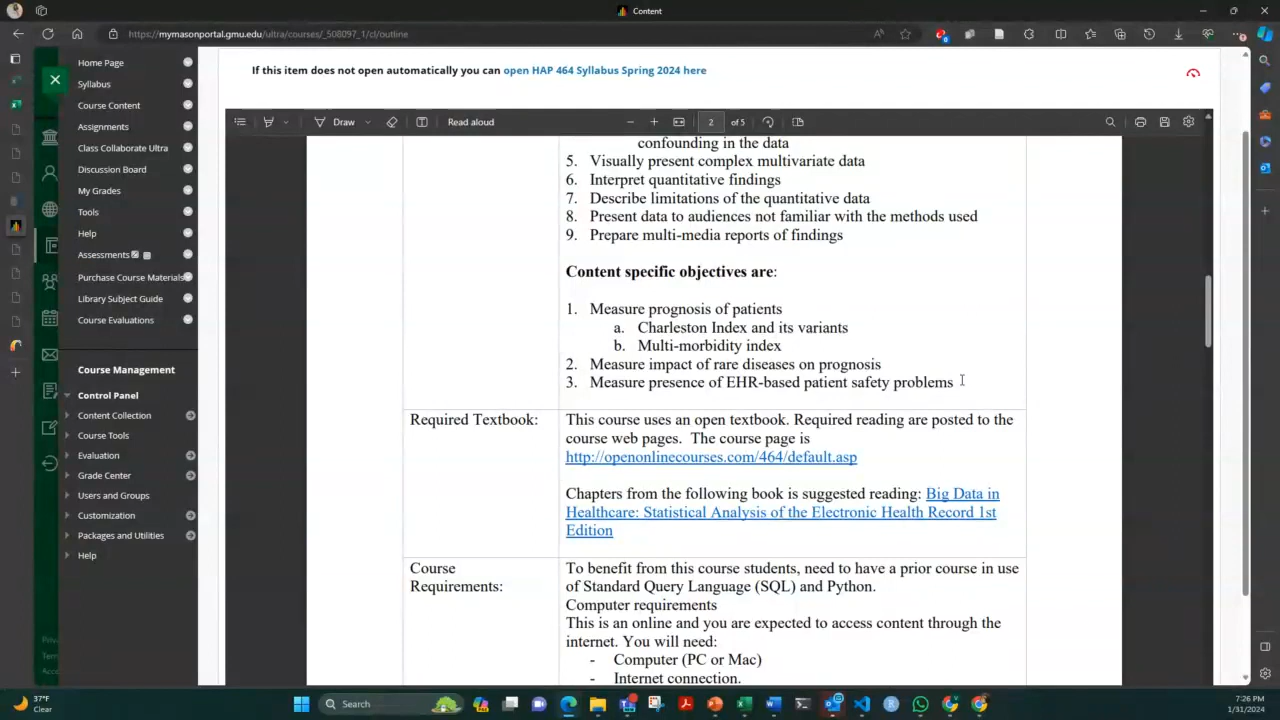 Content
https://mymasonportal.gmu.edu/ultra/courses/_508097_1/cl/outline
Home Page
Syllabus
Course Content
Assignments
Class Collaborate Ultra
Discussion Board
My Grades
Tools
Help
Assessments
Purchase Course Materials
Library Subject Guide
Course Evaluations
Course Management
Control Panel
Content Collection
Course Tools
Evaluation
Grade Center
Users and Groups
Customization
Packages and Utilities
Help
If this item does not open automatically you can open HAP 464 Syllabus Spring 2024 here
Draw
Read aloud
2 of 5
confounding in the data
5. Visually present complex multivariate data
6. Interpret quantitative findings
7. Describe limitations of the quantitative data
8. Present data to audiences not familiar with the methods used
9. Prepare multi-media reports of findings
Content specific objectives are:
1. Measure prognosis of patients
a. Charleston Index and its variants
b. Multi-morbidity index
2. Measure impact of rare diseases on prognosis
3. Measure presence of EHR-based patient safety problems
Required Textbook:
This course uses an open textbook. Required reading are posted to the
course web pages. The course page is
http://openonlinecourses.com/464/default.asp
Chapters from the following book is suggested reading: Big Data in
Healthcare: Statistical Analysis of the Electronic Health Record 1st
Edition
Course
Requirements:
To benefit from this course students, need to have a prior course in use
of Standard Query Language (SQL) and Python.
Computer requirements
This is an online and you are expected to access content through the
internet. You will need:
- Computer (PC or Mac)
- Internet connection.
37°F
Clear
Search
7:26 PM
1/31/2024